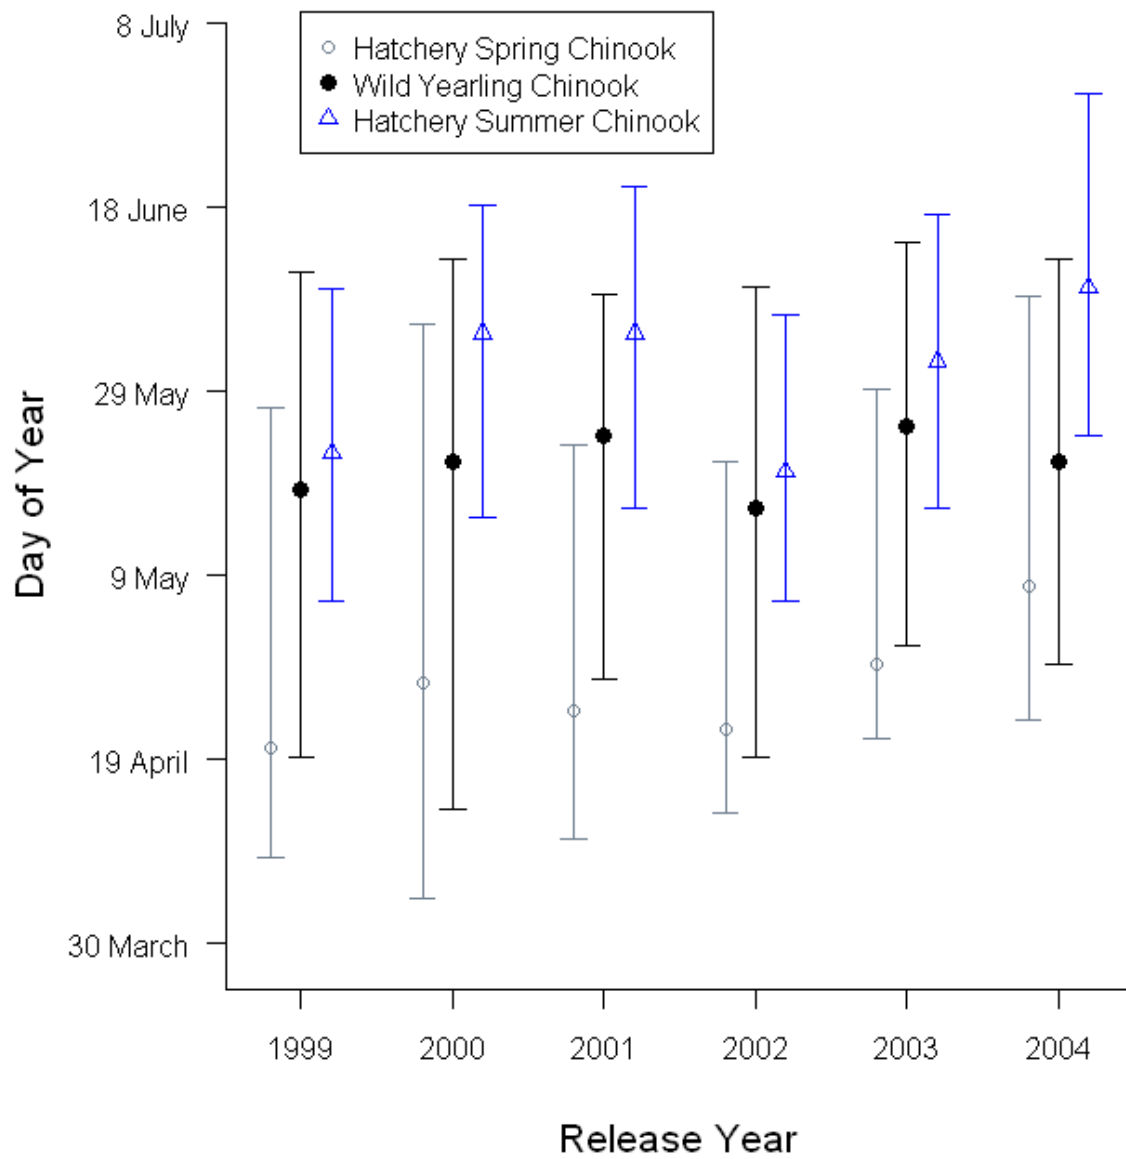 8 July
Hatchery Spring Chinook
Wild Yearling Chinook
Hatchery Summer Chinook
18 June
29 May
Day of Year
9 May
19 April
30 March
1999 2000 2001 2002 2003 2004
Release Year